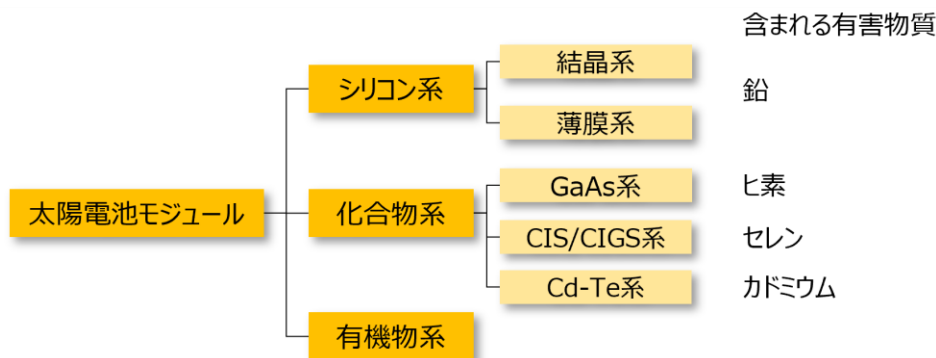 含まれる有害物質
結晶系
シリコン系
鉛
薄膜系
GaAs系
ヒ素
太陽電池モジュール
化合物系
CIS/CIGS系
セレン
Cd-Te系
カドミウム
有機物系